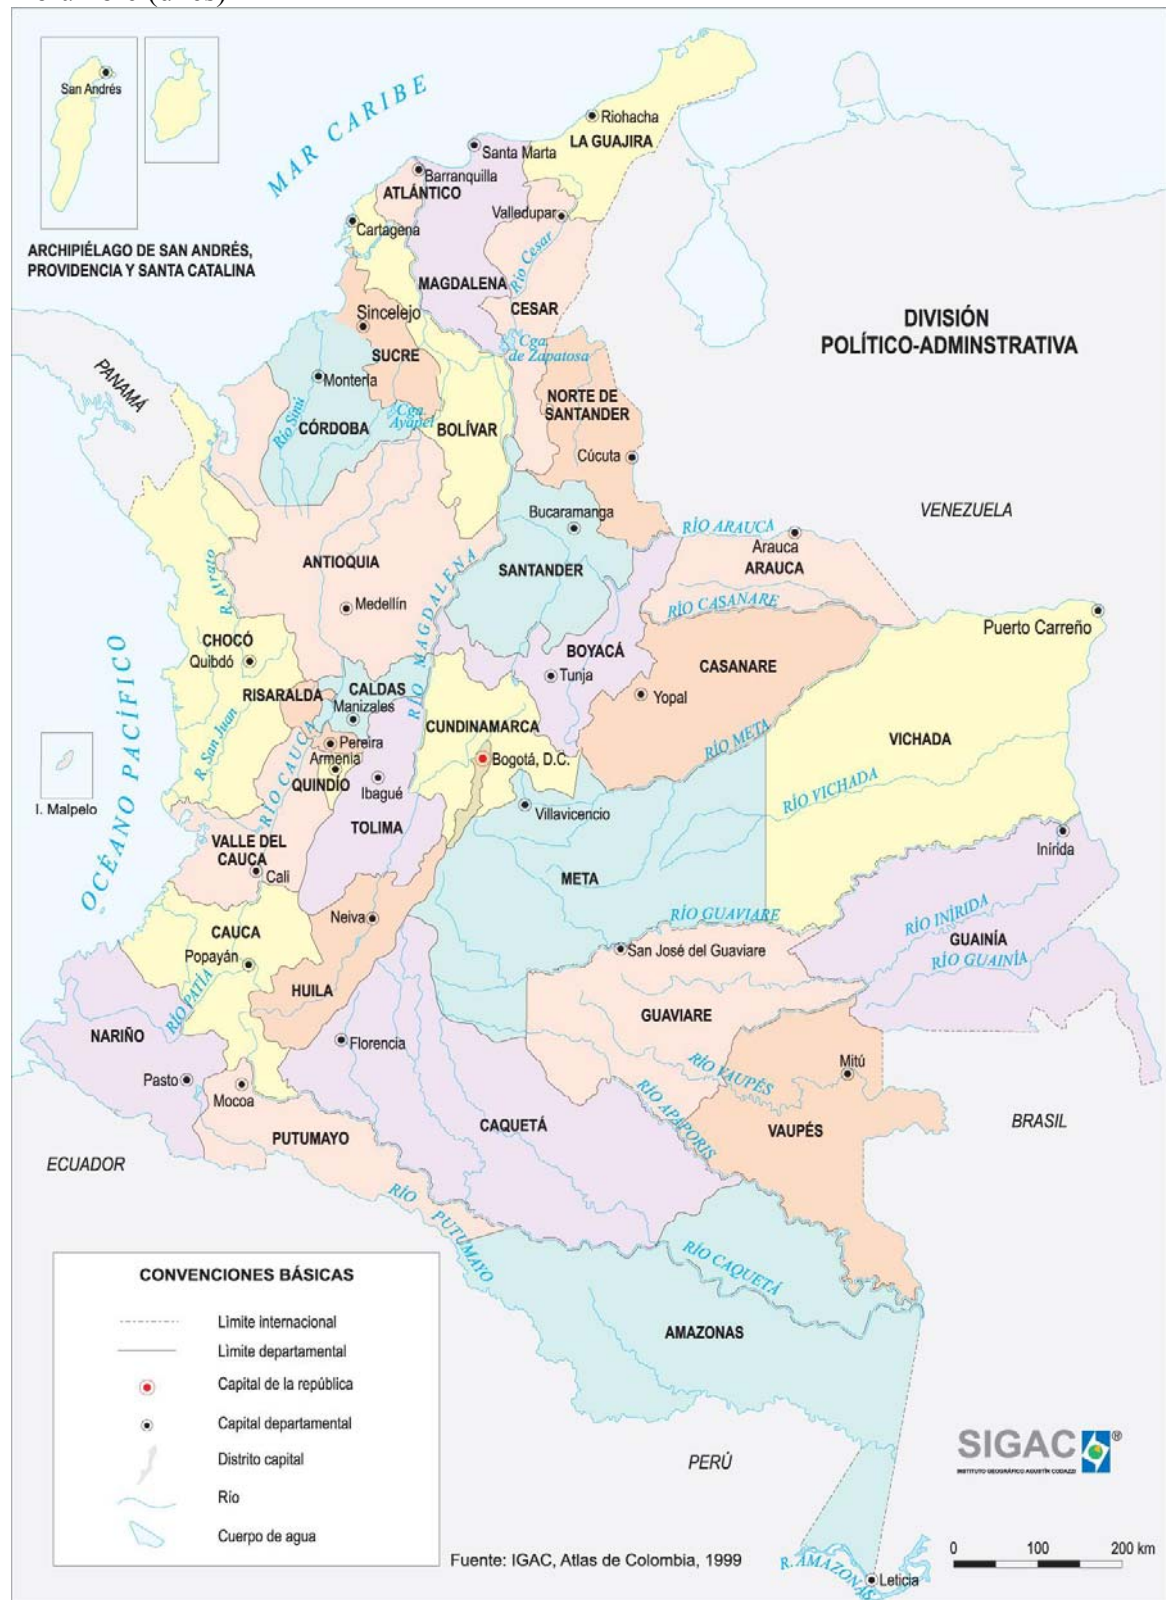 San Andrés
ARCHIPIÉLAGO DE SAN ANDRÉS,
PROVIDENCIA Y SANTA CATALINA
MAR CARIBE
Riohacha
LA GUAJIRA
Santa Marta
Barranquilla
ATLÁNTICO
Valledupar
Cartagena
Río Cesar
MAGDALENA
CESAR
DIVISIÓN
POLÍTICO-ADMINSTRATIVA
Sincelejo
SUCRE
Cga.
de Zapatosa
PANAMÁ
Montería
NORTE DE
SANTANDER
Río Sinú
CÓRDOBA
Cga.
Ayapel
BOLÍVAR
Cúcuta
VENEZUELA
Bucaramanga
RÍO ARAUCA
Arauca
ARAUCA
ANTIOQUIA
SANTANDER
R. Atrato
Medellín
RÍO MAGDALENA
RÍO CASANARE
Puerto Carreño
CHOCÓ
Quibdó
BOYACÁ
Tunja
CASANARE
Yopal
RISARALDA
CALDAS
Manizales
CUNDINAMARCA
OCÉANO PACÍFICO
R. San Juan
RÍO CAUCA
Pereira
Armenia
QUINDÍO
Ibagué
Bogotá, D.C.
RÍO META
VICHADA
RÍO VICHADA
I. Malpelo
Villavicencio
TOLIMA
VALLE DEL
CAUCA
Cali
META
Inírida
Neiva
RÍO GUAVIARE
RÍO INÍRIDA
CAUCA
Popayán
San José del Guaviare
GUAINÍA
RÍO GUAINÍA
HUILA
RÍO PATÍA
GUAVIARE
NARIÑO
Florencia
Pasto
Mocoa
RÍO VAUPÉS
Mitú
RÍO APAPORIS
CAQUETÁ
VAUPÉS
BRASIL
PUTUMAYO
ECUADOR
RÍO PUTUMAYO
RÍO CAQUETÁ
AMAZONAS
CONVENCIONES BÁSICAS
Lìmite internacional
Lìmite departamental
Capital de la república
Capital departamental
Distrito capital
Río
Cuerpo de agua
PERÚ
SIGAC®
INSTITUTO GEOGRÁFICO AGUSTÍN CODAZZI
Fuente: IGAC, Atlas de Colombia, 1999
0 100 200 km
R. AMAZONAS
Leticia